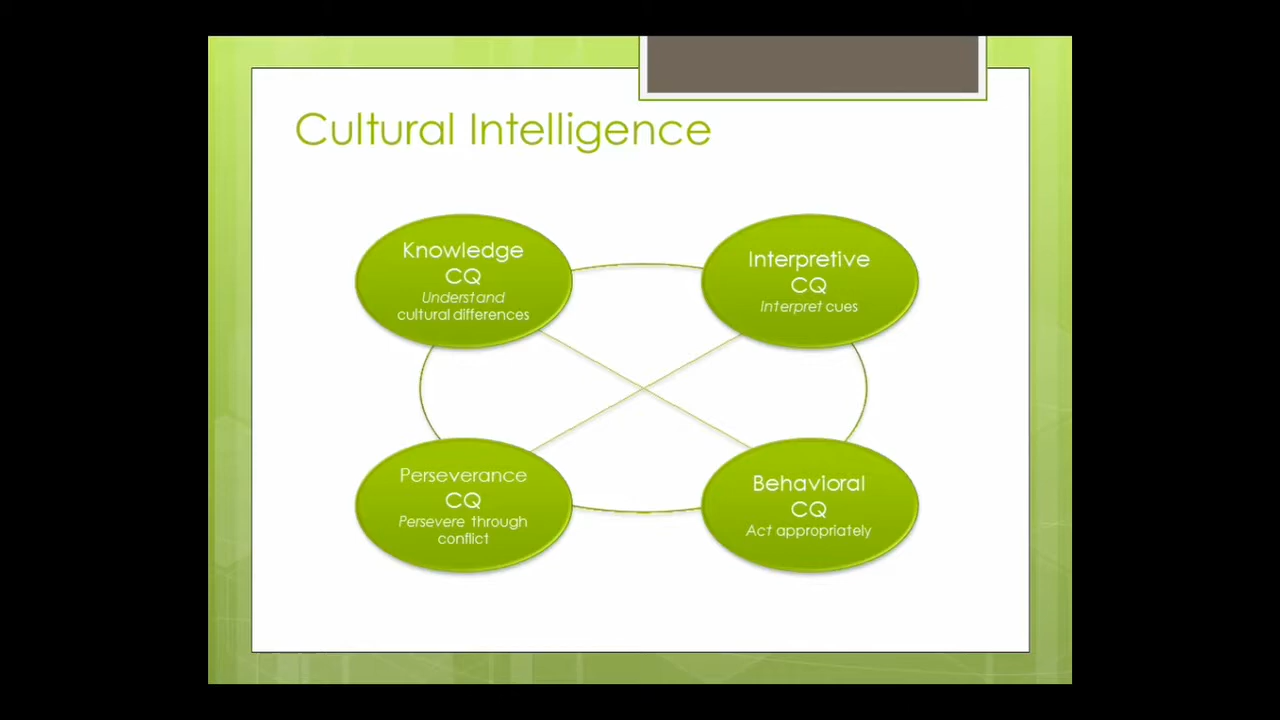 Cultural Intelligence
Knowledge
CQ
Understand
cultural differences
Interpretive
CQ
Interpret cues
Perseverance
CQ
Persevere through
conflict
Behavioral
CQ
Act appropriately